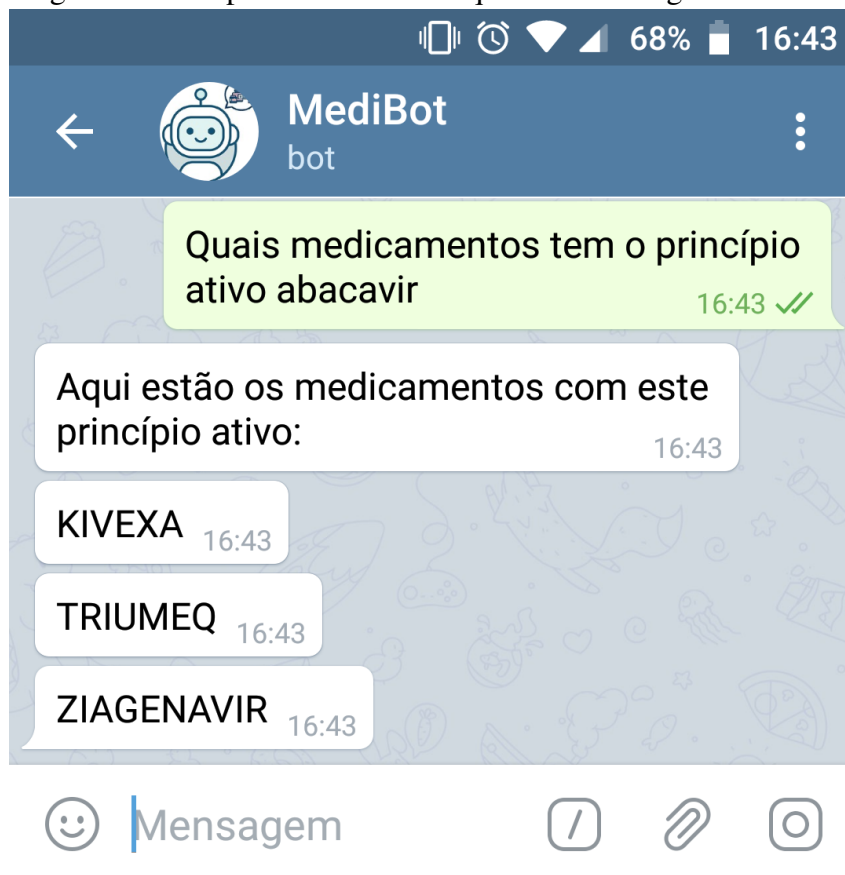 68% 16:43
MediBot
bot
Quais medicamentos tem o princípio
ativo abacavir
16:43
Aqui estão os medicamentos com este
princípio ativo:
16:43
KIVEXA 16:43
TRIUMEQ 16:43
ZIAGENAVIR 16:43
Mensagem